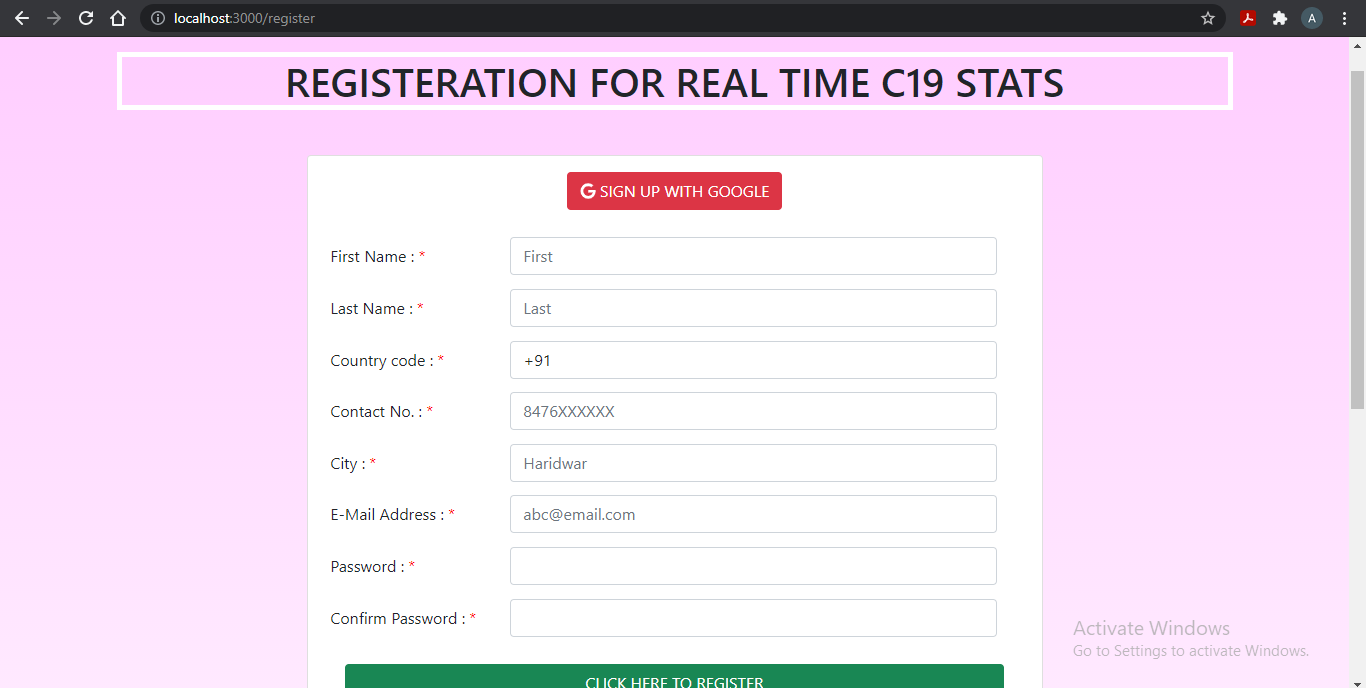 localhost:3000/register
A
REGISTERATION FOR REAL TIME C19 STATS
G SIGN UP WITH GOOGLE
First Name : * First
Last Name : * Last
Country code : * +91
Contact No. : * 8476XXXXXX
City : * Haridwar
E-Mail Address : * abc@email.com
Password : *
Confirm Password : *
Activate Windows
Go to Settings to activate Windows.
CLICK HERE TO REGISTER